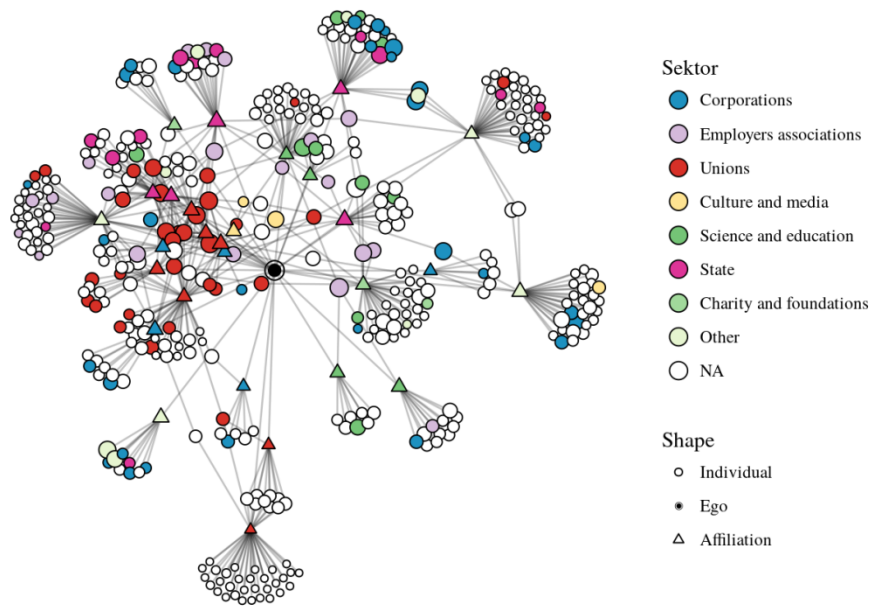 Sektor
Corporations
Employers associations
Unions
Culture and media
Science and education
State
Charity and foundations
Other
NA
Shape
Individual
Ego
Affiliation